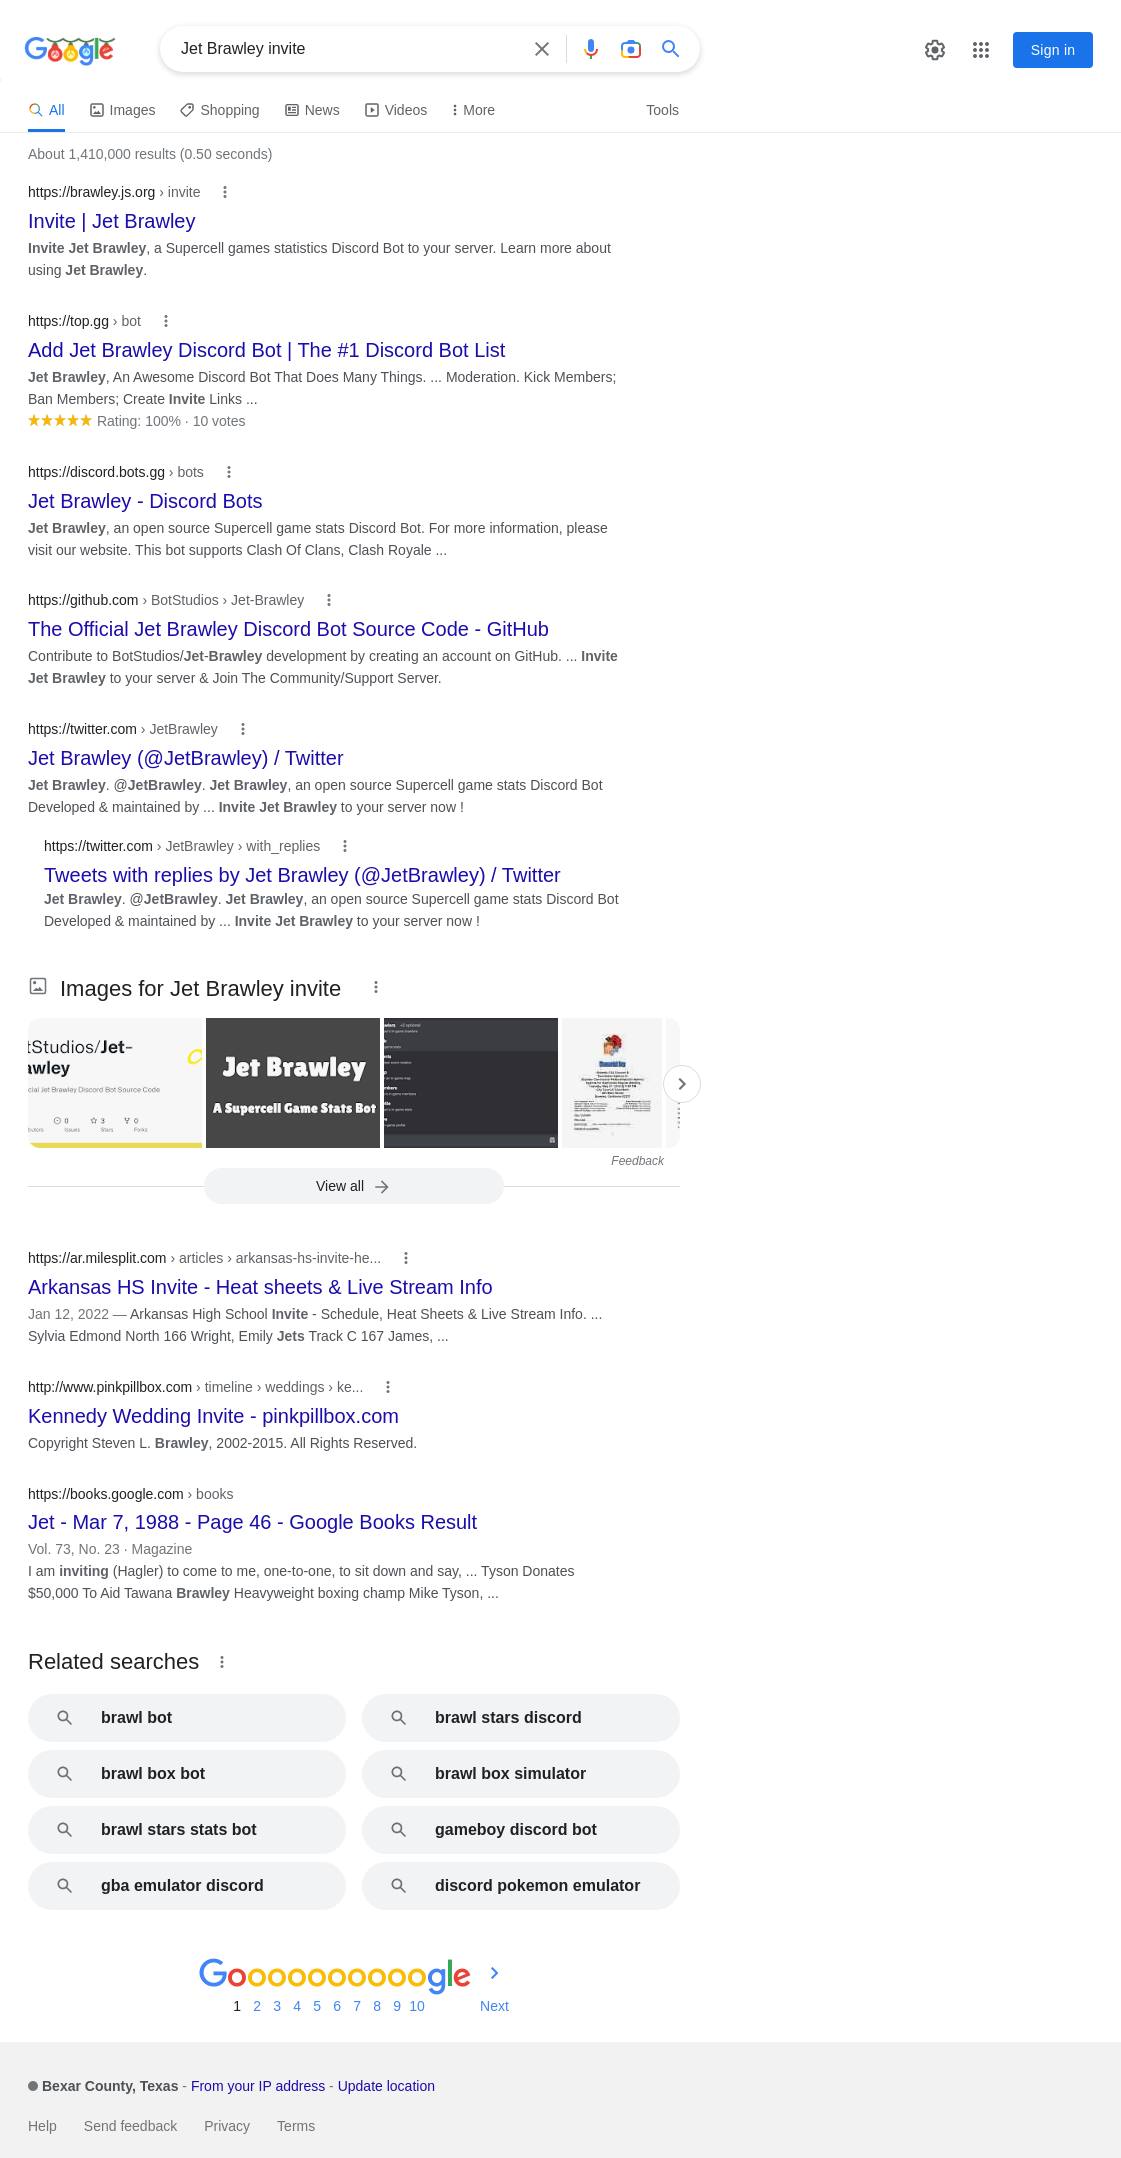 Google
Jet Brawley invite
Sign in
All
Images
Shopping
News
Videos
More
Tools
About 1,410,000 results (0.50 seconds)
https://brawley.js.org › invite
Invite | Jet Brawley
Invite Jet Brawley, a Supercell games statistics Discord Bot to your server. Learn more about
using Jet Brawley.
https://top.gg › bot
Add Jet Brawley Discord Bot | The #1 Discord Bot List
Jet Brawley, An Awesome Discord Bot That Does Many Things. ... Moderation. Kick Members;
Ban Members; Create Invite Links ...
Rating: 100% · 10 votes
https://discord.bots.gg › bots
Jet Brawley - Discord Bots
Jet Brawley, an open source Supercell game stats Discord Bot. For more information, please
visit our website. This bot supports Clash Of Clans, Clash Royale ...
https://github.com › BotStudios › Jet-Brawley
The Official Jet Brawley Discord Bot Source Code - GitHub
Contribute to BotStudios/Jet-Brawley development by creating an account on GitHub. ... Invite
Jet Brawley to your server & Join The Community/Support Server.
https://twitter.com › JetBrawley
Jet Brawley (@JetBrawley) / Twitter
Jet Brawley. @JetBrawley. Jet Brawley, an open source Supercell game stats Discord Bot
Developed & maintained by ... Invite Jet Brawley to your server now !
https://twitter.com › JetBrawley › with_replies
Tweets with replies by Jet Brawley (@JetBrawley) / Twitter
Jet Brawley. @JetBrawley. Jet Brawley, an open source Supercell game stats Discord Bot
Developed & maintained by ... Invite Jet Brawley to your server now !
Images for Jet Brawley invite
tStudios/Jet-
awley
cial Jet Brawley Discord Bot Source Code
0
3
0
Issues
Stars
Forks
Jet Brawley
A Supercell Game Stats Bot
Feedback
View all
https://ar.milesplit.com › articles › arkansas-hs-invite-he...
Arkansas HS Invite - Heat sheets & Live Stream Info
Jan 12, 2022 — Arkansas High School Invite - Schedule, Heat Sheets & Live Stream Info. ...
Sylvia Edmond North 166 Wright, Emily Jets Track C 167 James, ...
http://www.pinkpillbox.com › timeline › weddings › ke...
Kennedy Wedding Invite - pinkpillbox.com
Copyright Steven L. Brawley, 2002-2015. All Rights Reserved.
https://books.google.com › books
Jet - Mar 7, 1988 - Page 46 - Google Books Result
Vol. 73, No. 23 · Magazine
I am inviting (Hagler) to come to me, one-to-one, to sit down and say, ... Tyson Donates
$50,000 To Aid Tawana Brawley Heavyweight boxing champ Mike Tyson, ...
Related searches
brawl bot
brawl stars discord
brawl box bot
brawl box simulator
brawl stars stats bot
gameboy discord bot
gba emulator discord
discord pokemon emulator
Goooooooooogle
1 2 3 4 5 6 7 8 9 10 Next
Bexar County, Texas - From your IP address - Update location
Help
Send feedback
Privacy
Terms